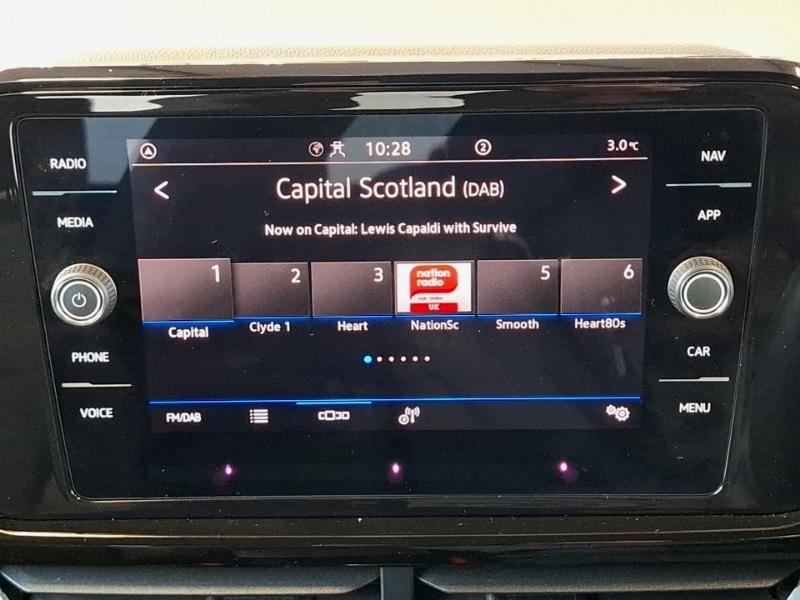 RADIO
MEDIA
PHONE
VOICE
10:28
2
3.0°C
< Capital Scotland (DAB) >
Now on Capital: Lewis Capaldi with Survive
1 2 3 5 6
nation
radio
UK
Capital Clyde 1 Heart NationSc Smooth Heart80s
FM/DAB
NAV
APP
CAR
MENU